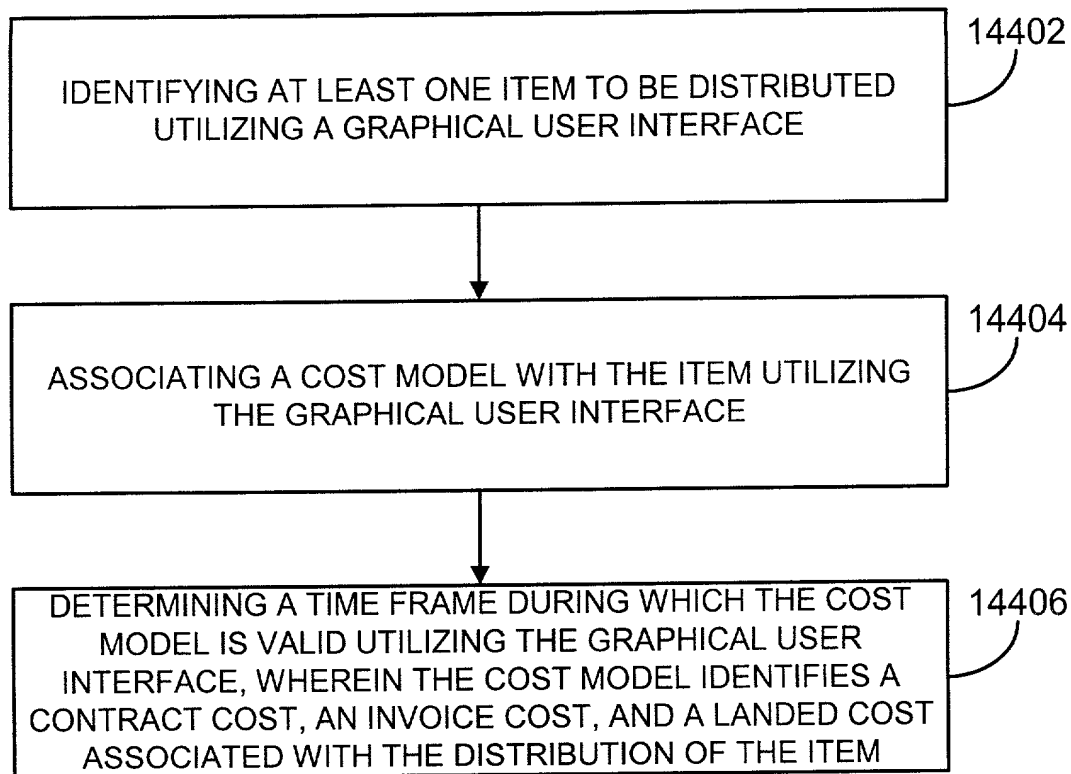 14402
IDENTIFYING AT LEAST ONE ITEM TO BE DISTRIBUTED
UTILIZING A GRAPHICAL USER INTERFACE
14404
ASSOCIATING A COST MODEL WITH THE ITEM UTILIZING
THE GRAPHICAL USER INTERFACE
14406
DETERMINING A TIME FRAME DURING WHICH THE COST
MODEL IS VALID UTILIZING THE GRAPHICAL USER
INTERFACE, WHEREIN THE COST MODEL IDENTIFIES A
CONTRACT COST, AN INVOICE COST, AND A LANDED COST
ASSOCIATED WITH THE DISTRIBUTION OF THE ITEM